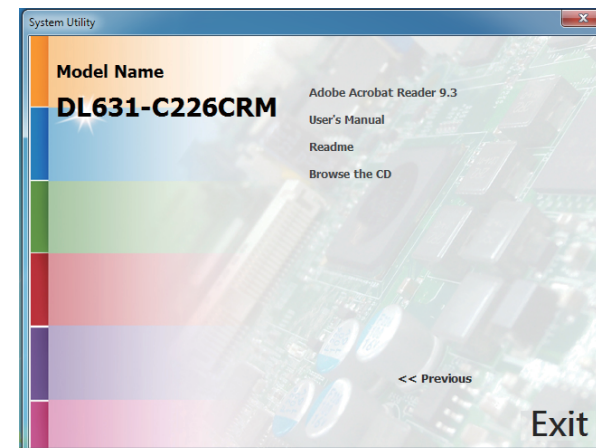 System Utility
Model Name
DL631-C226CRM
Adobe Acrobat Reader 9.3
User's Manual
Readme
Browse the CD
<< Previous
Exit